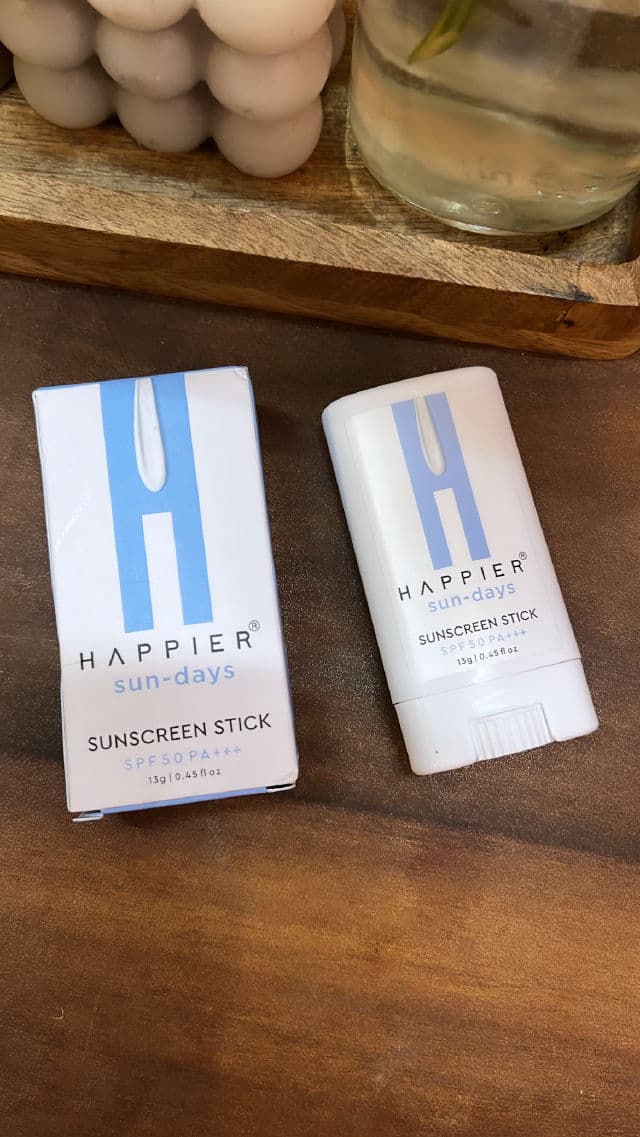 H
HAPPIER®
sun-days
SUNSCREEN STICK
SPF 50 PA+++
13g | 0.45 fl oz
H
HAPPIER®
sun-days
SUNSCREEN STICK
SPF 50 PA+++
13g | 0.45 fl oz